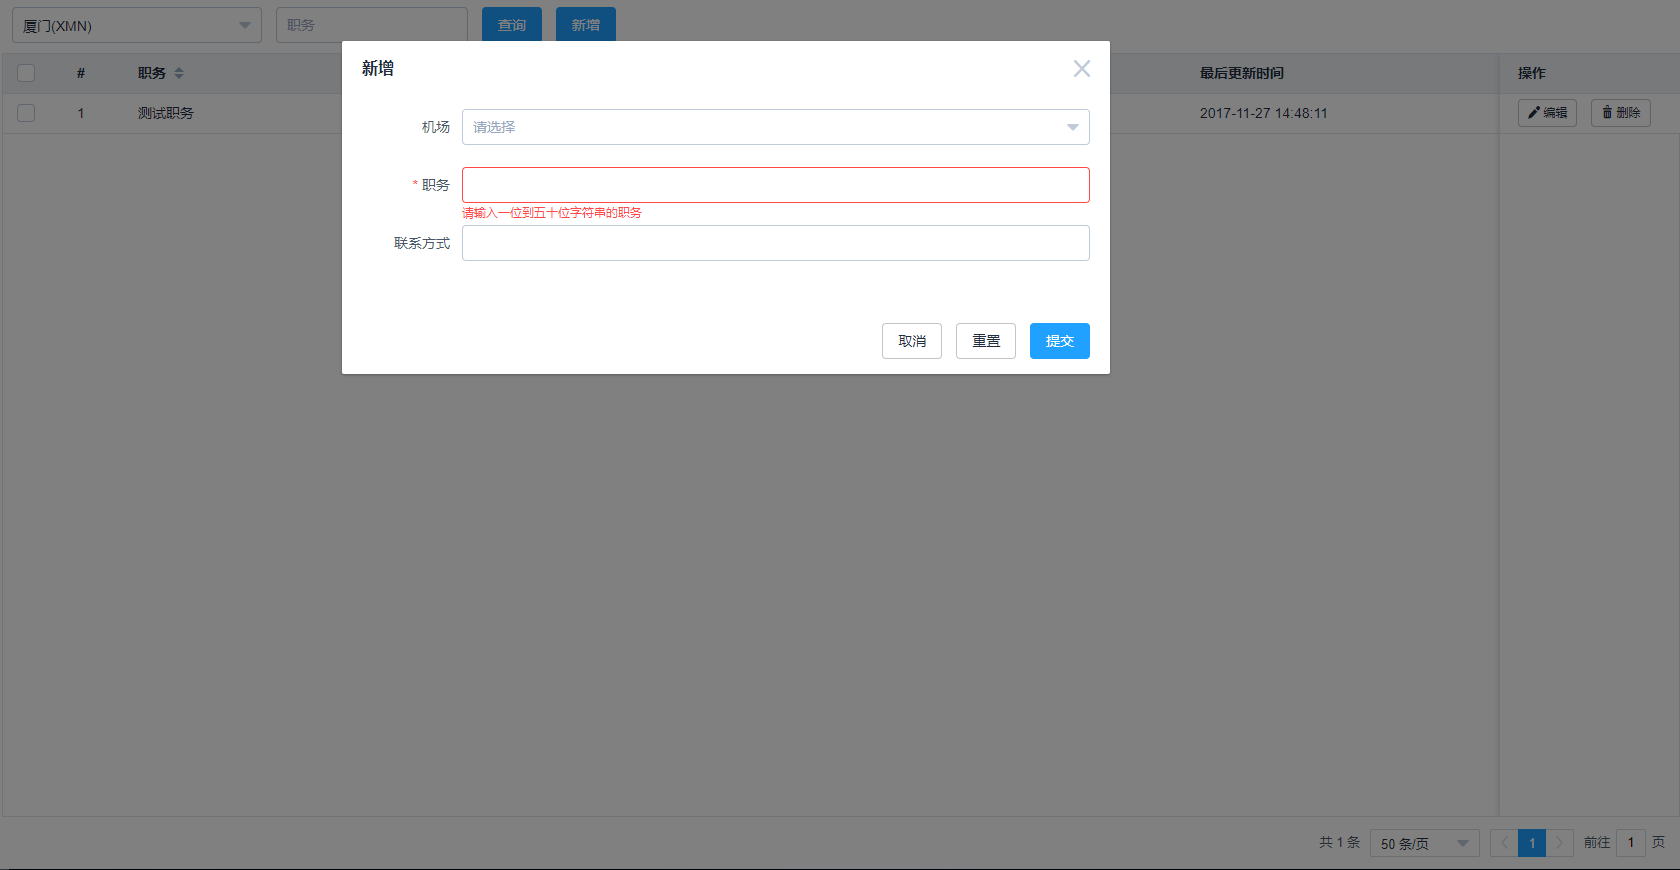 厦门(XMN) 职务 查询 新增
# 职务 最后更新时间 操作
1 测试职务 2017-11-27 14:48:11 编辑 删除
新增
机场 请选择
* 职务
请输入一位到五十位字符串的职务
联系方式
取消 重置 提交
共 1 条 50 条/页 1 前往 1 页